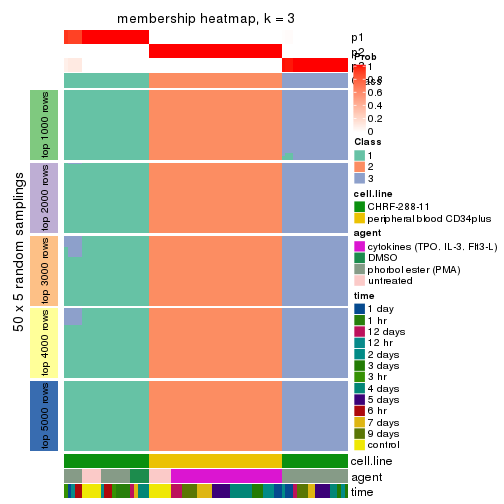 membership heatmap, k = 3
p1
p2
Prob
1
0.8
0.6
0.4
0.2
0
Class
1
2
3
cell.line
CHRF-288-11
peripheral blood CD34plus
agent
cytokines (TPO, IL-3, Flt3-L)
DMSO
phorbol ester (PMA)
untreated
time
1 day
1 hr
12 days
12 hr
2 days
3 days
3 hr
4 days
5 days
6 hr
7 days
9 days
control
50 x 5 random samplings
top 1000 rows
top 2000 rows
top 3000 rows
top 4000 rows
top 5000 rows
cell.line
agent
time